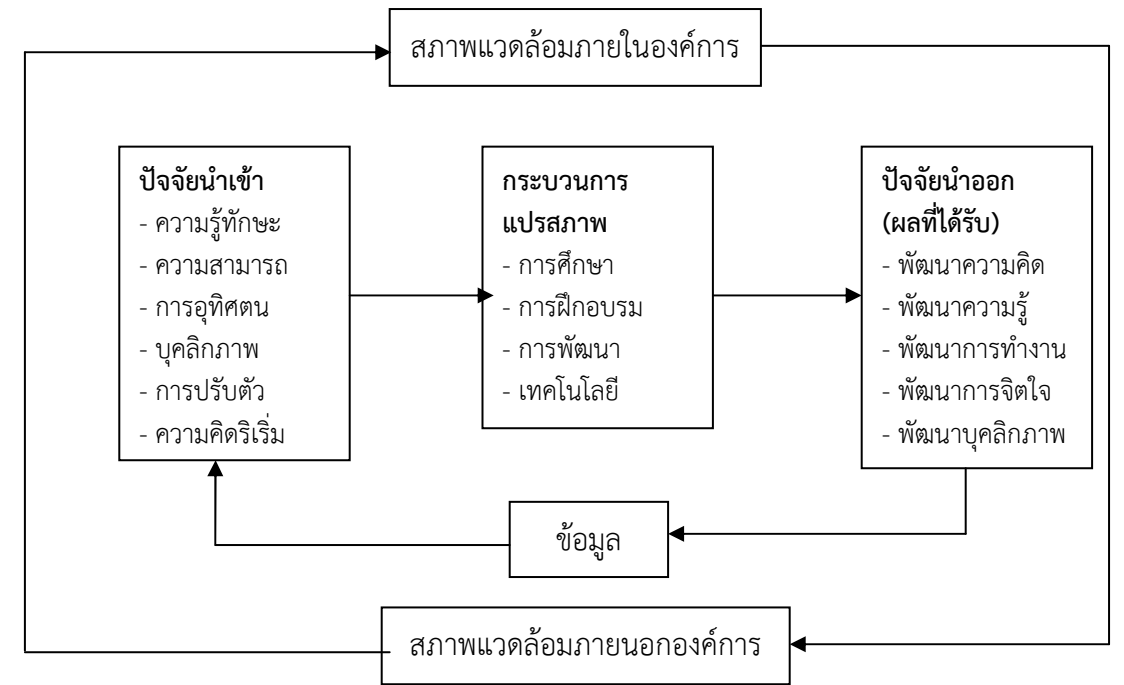 สภาพแวดล้อมภายในองค์การ
ปัจจัยนำเข้า
- ความรู้ทักษะ
- ความสามารถ
- การอุทิศตน
- บุคลิกภาพ
- การปรับตัว
- ความคิดริเริ่ม
กระบวนการ
แปรสภาพ
- การศึกษา
- การฝึกอบรม
- การพัฒนา
- เทคโนโลยี
ปัจจัยนำออก
(ผลที่ได้รับ)
- พัฒนาความคิด
- พัฒนาความรู้
- พัฒนาการทำงาน
- พัฒนาการจิตใจ
- พัฒนาบุคลิกภาพ
ข้อมูล
สภาพแวดล้อมภายนอกองค์การ